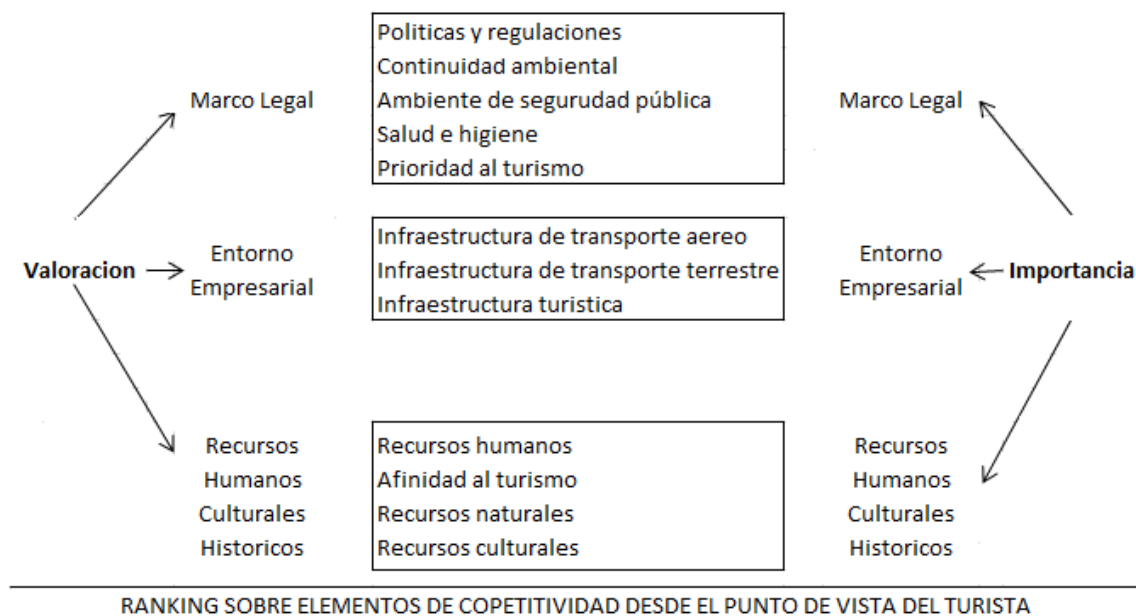 Politicas y regulaciones
Continuidad ambiental
Marco Legal
Ambiente de segurudad pública
Marco Legal
Salud e higiene
Prioridad al turismo
Infraestructura de transporte aereo
Entorno
Entorno
Valoracion
Infraestructura de transporte terrestre
Importancia
Empresarial
Empresarial
Infraestructura turistica
Recursos
Recursos humanos
Recursos
Humanos
Afinidad al turismo
Humanos
Culturales
Recursos naturales
Culturales
Historicos
Recursos culturales
Historicos
RANKING SOBRE ELEMENTOS DE COPETITIVIDAD DESDE EL PUNTO DE VISTA DEL TURISTA